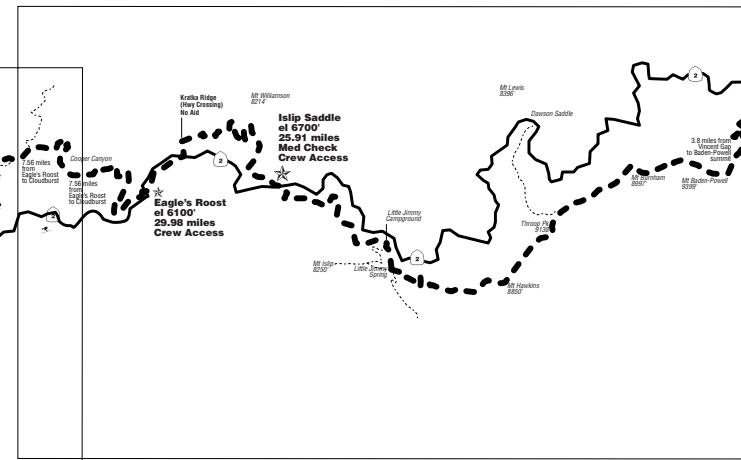 Kratka Ridge
(Hwy Crossing)
No Aid
Mt Williamson
8214'
Islip Saddle
el 6700'
25.91 miles
Med Check
Crew Access
Mt Lewis
8396'
Dawson Saddle
2
3.8 miles from
Vincent Gap
to Baden-Powell
summit
7.56 miles
from
Eagle's Roost
to Cloudburst
Cooper Canyon
7.56 miles
from
Eagle's Roost
to Cloudburst
2
2
Eagle's Roost
el 6100'
29.98 miles
Crew Access
Mt Burnham
8997'
Mt Baden-Powell
9399'
Little Jimmy
Campground
Throop Pk
9138'
2
Mt Islip
8250'
Little Jimmy
Spring
Mt Hawkins
8850'